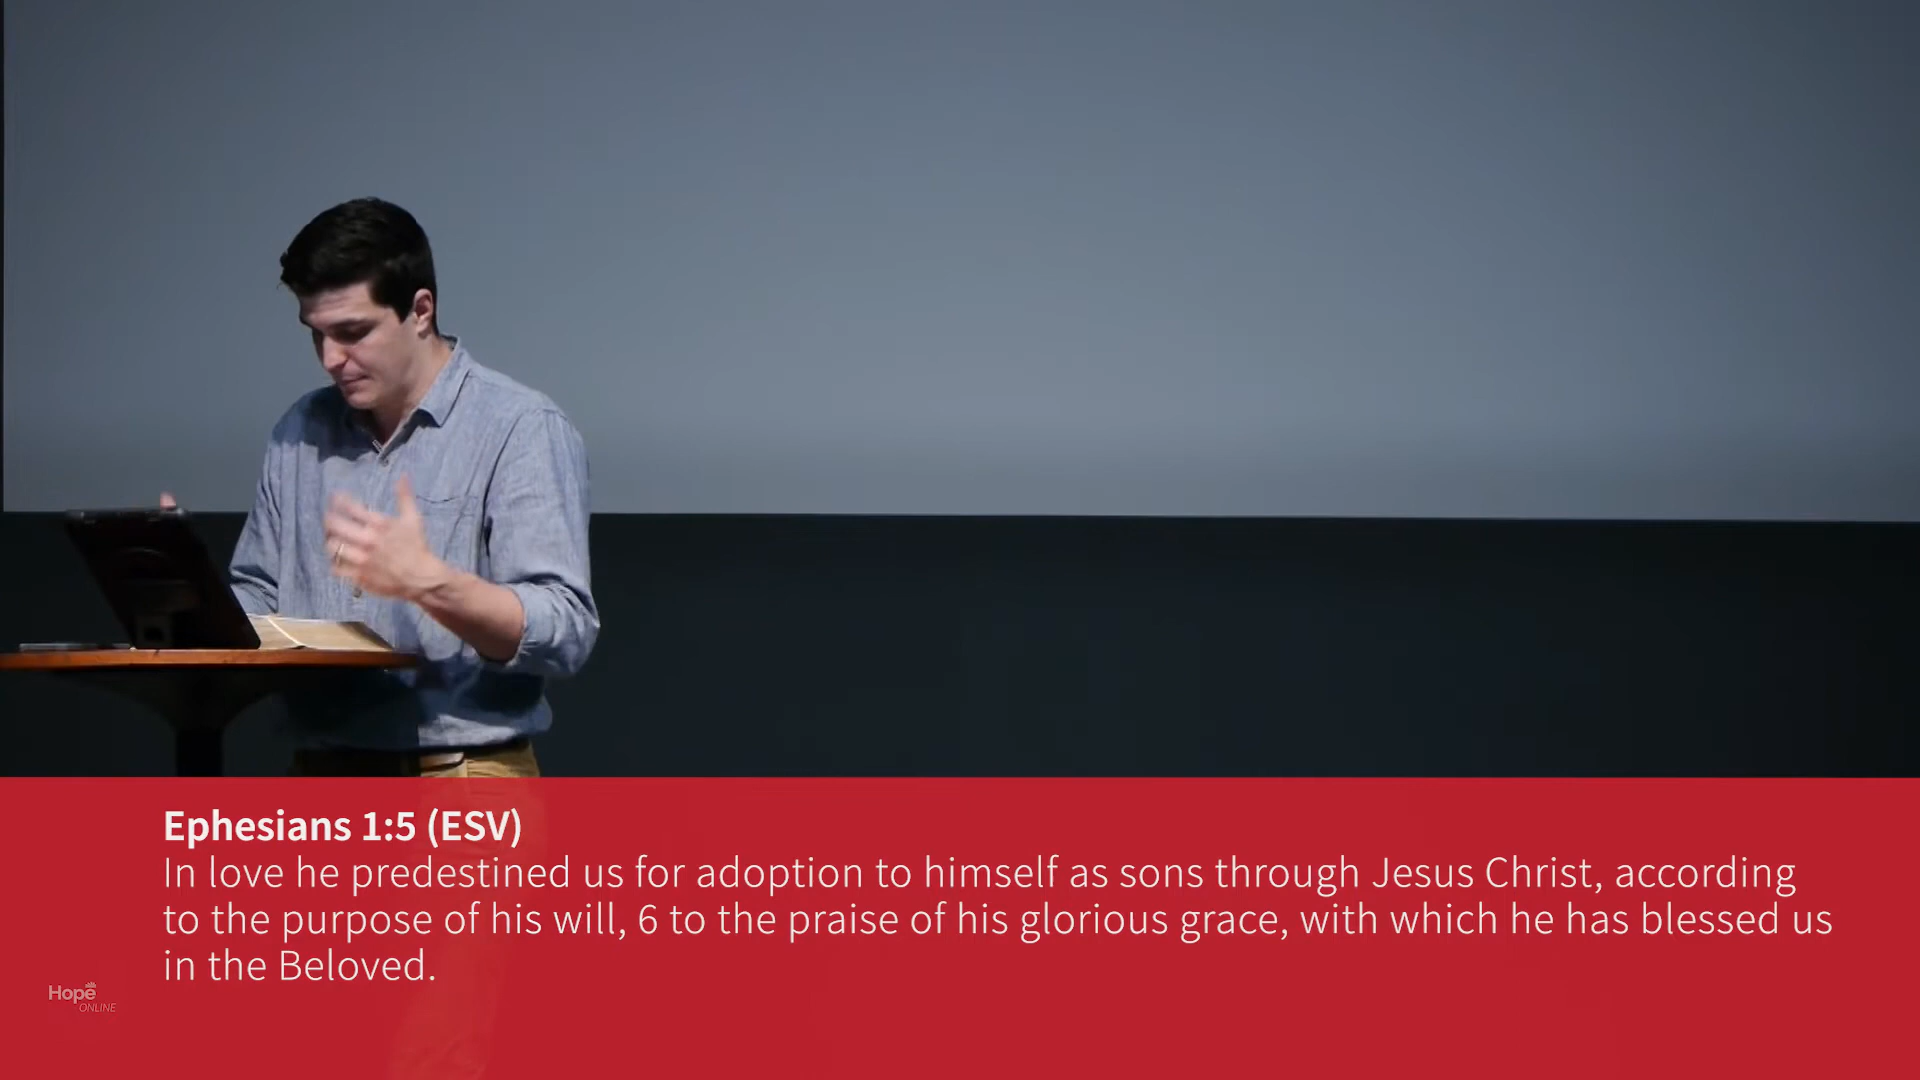 Ephesians 1:5 (ESV)
In love he predestined us for adoption to himself as sons through Jesus Christ, according
to the purpose of his will, 6 to the praise of his glorious grace, with which he has blessed us
in the Beloved.
Hope
ONLINE